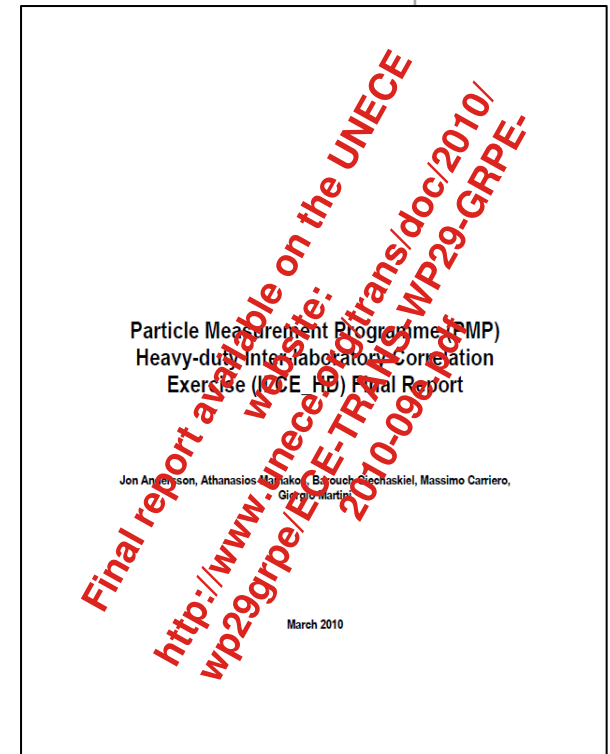 Final report available on the UNECE
website:
http://www.unece.org/trans/doc/2010/
wp29grpe/ECE-TRANS-WP29-GRPE-
2010-09e.pdf
Particle Measurement Programme (PMP)
Heavy-duty Inter-laboratory Correlation
Exercise (ILCE_HD) Final Report
Jon Andersson, Athanasios Mamakos, Barouch Giechaskiel, Massimo Carriero,
Giorgio Martini
March 2010